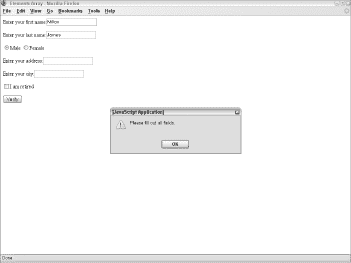 Elements Array - Mozilla Firefox
File Edit View Go Bookmarks Tools Help
Enter your first name
Enter your last name James
Male Female
Enter your address
Enter your city
I am retired
Verify
[JavaScript Application]
Please fill out all fields.
OK
Done